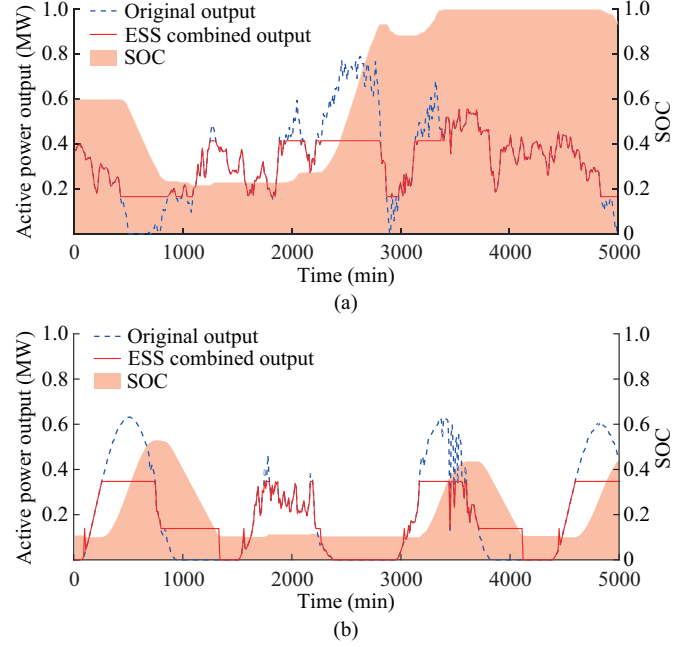 1.0
0.8
0.6
0.4
0.2
Active power output (MW)
Original output
ESS combined output
SOC
1.0
0.8
0.6
0.4
0.2
0
SOC
0 1000 2000 3000 4000 5000
Time (min)
(a)
1.0
0.8
0.6
0.4
0.2
Active power output (MW)
Original output
ESS combined output
SOC
1.0
0.8
0.6
0.4
0.2
0
SOC
0 1000 2000 3000 4000 5000
Time (min)
(b)